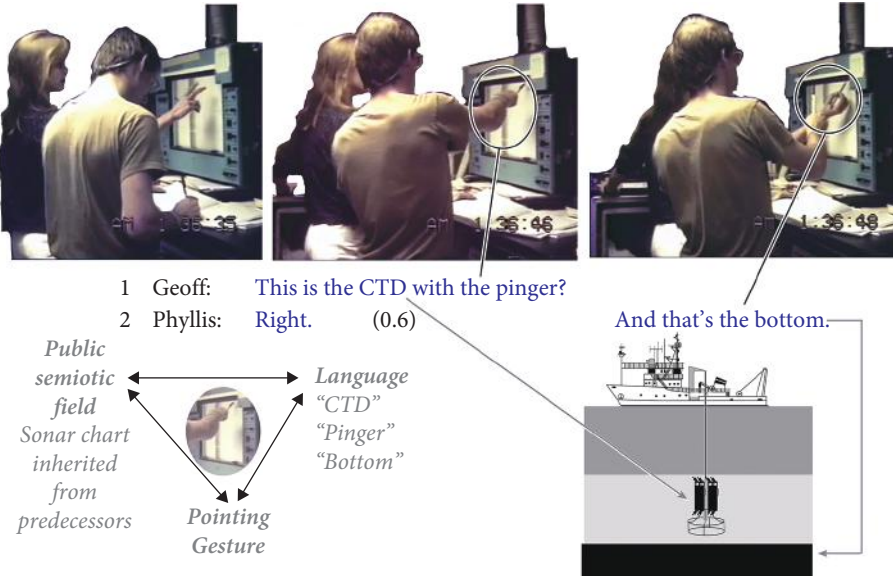 AM 1:36:35
AM 1:36:46
AM 1:36:48
1 Geoff: This is the CTD with the pinger?
2 Phyllis: Right. (0.6) And that's the bottom.
Public
semiotic
field
Sonar chart
inherited
from
predecessors
Language
“CTD”
“Pinger”
“Bottom”
Pointing
Gesture